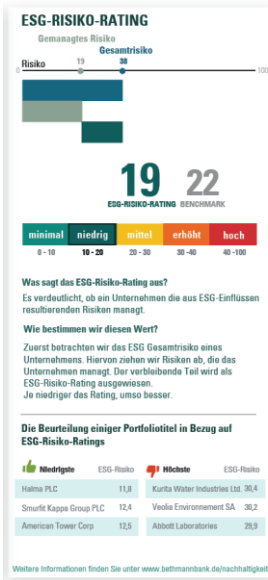 ESG-RISIKO-RATING
Gemanagtes Risiko
Gesamtrisiko
Risiko 19 38
0 100
19 22
ESG-RISIKO-RATING BENCHMARK
minimal niedrig mittel erhöht hoch
0 - 10 10 - 20 20 - 30 30 -40 40 -100
Was sagt das ESG-Risiko-Rating aus?
Es verdeutlicht, ob ein Unternehmen die aus ESG-Einflüssen
resultierenden Risiken managt.
Wie bestimmen wir diesen Wert?
Zuerst betrachten wir das ESG Gesamtrisiko eines
Unternehmens. Hiervon ziehen wir Risiken ab, die das
Unternehmen managt. Der verbleibende Teil wird als
ESG-Risiko-Rating ausgewiesen.
Je niedriger das Rating, umso besser.
Die Beurteilung einiger Portfoliotitel in Bezug auf
ESG-Risiko-Ratings
Niedrigste ESG-Risiko Höchste ESG-Risiko
Halma PLC 11,8 Kurita Water Industries Ltd. 30,4
Smurfit Kappa Group PLC 12,4 Veolia Environnement SA 30,2
American Tower Corp 12,5 Abbott Laboratories 29,9
Weitere Informationen finden Sie unter www.bethmannbank.de/nachhaltigkeit